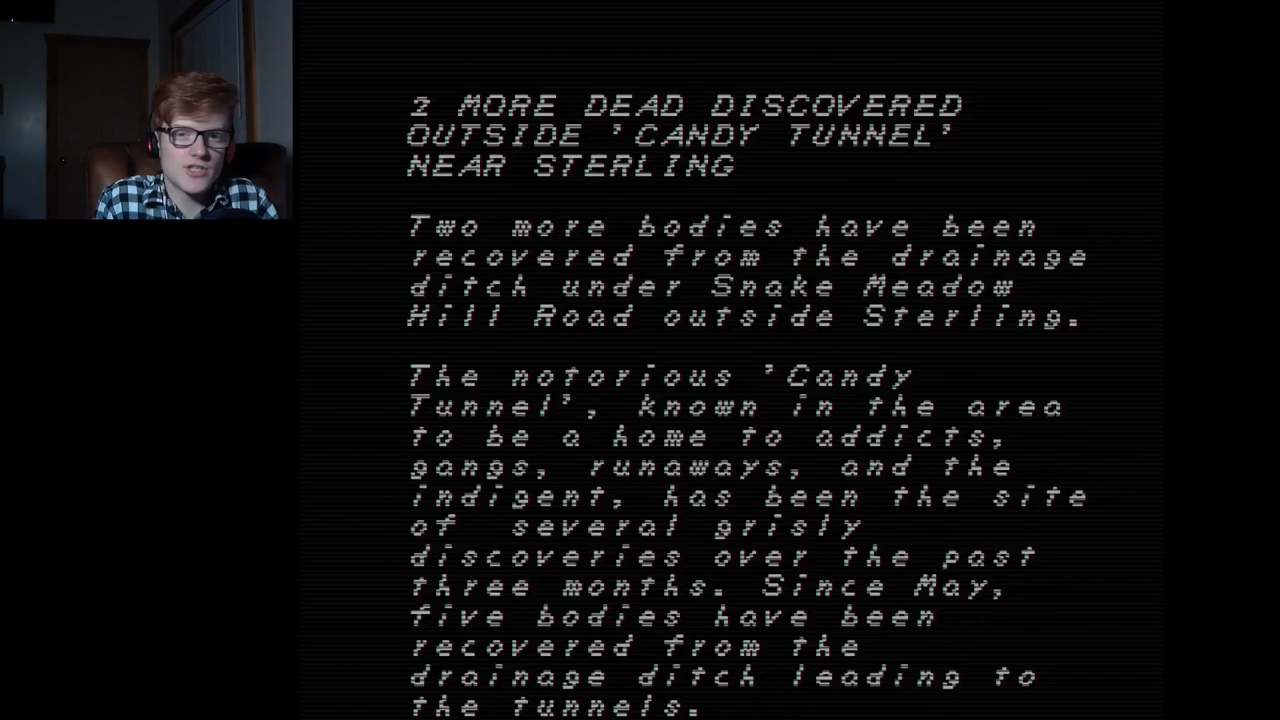 2 MORE DEAD DISCOVERED
OUTSIDE 'CANDY TUNNEL'
NEAR STERLING
Two more bodies have been
recovered from the drainage
ditch under Snake Meadow
Hill Road outside Sterling.
The notorious 'Candy
Tunnel', known in the area
to be a home to addicts,
gangs, runaways, and the
indigent, has been the site
of several grisly
discoveries over the past
three months. Since May,
five bodies have been
recovered from the
drainage ditch leading to
the tunnels.